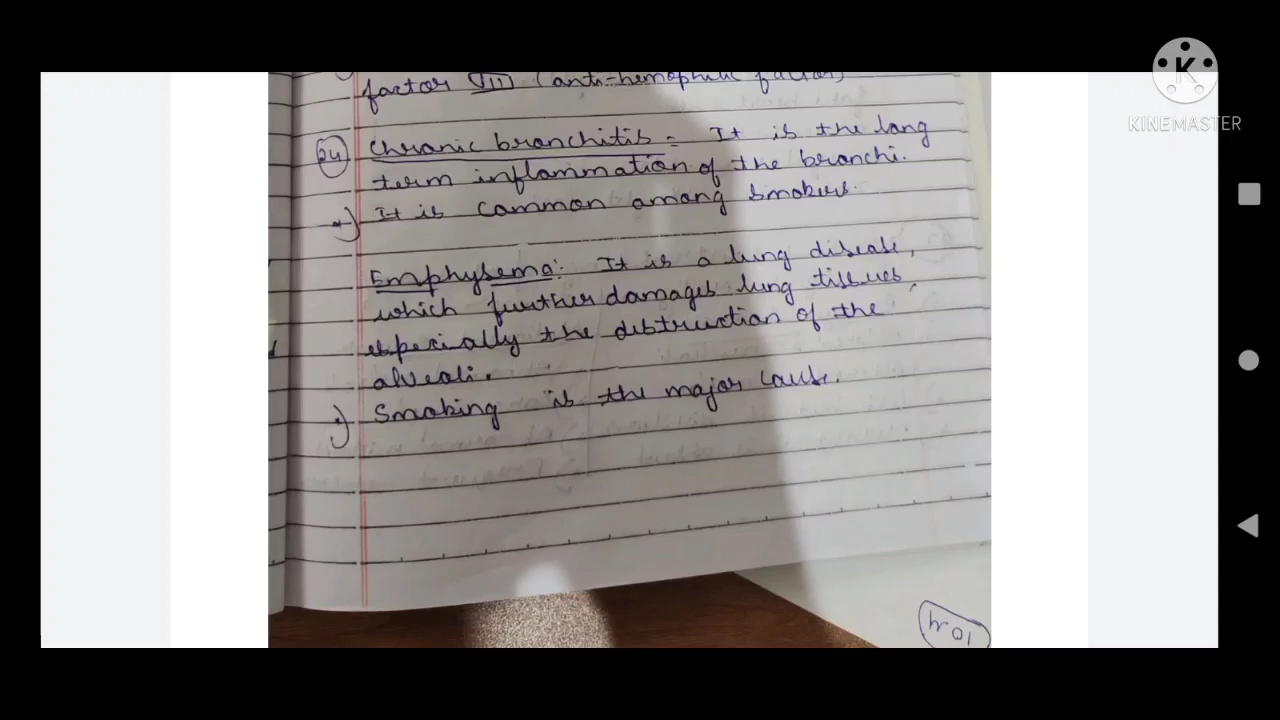 factor VIII (anti-hemophilic factor)
24 Chronic bronchitis = It is the long
term inflammation of the bronchi.
•) It is common among smokers.
Emphysema: It is a lung disease,
which further damages lung tissues,
especially the destruction of the
alveoli.
•) Smoking is the major cause.
KINEMASTER